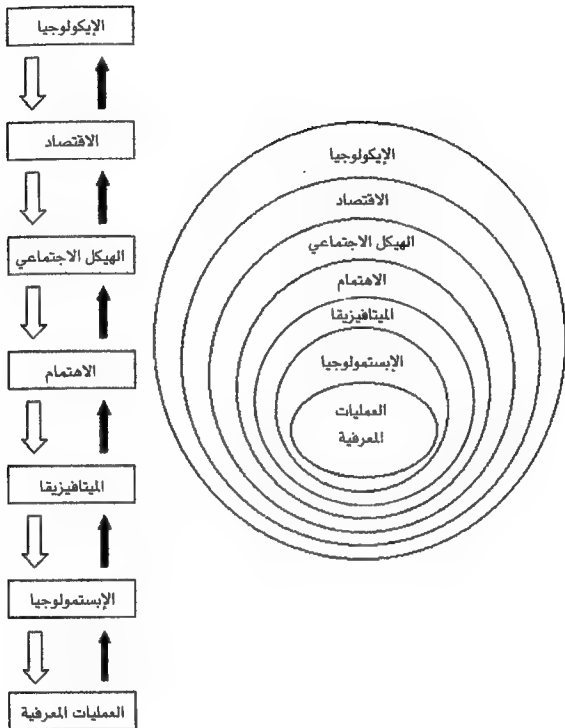 الإيكولوجيا
الاقتصاد
الهيكل الاجتماعي
الاهتمام
الميتافيزيقا
الإبستمولوجيا
العمليات المعرفية
الإيكولوجيا
الاقتصاد
الهيكل الاجتماعي
الاهتمام
الميتافيزيقا
الإبستمولوجيا
العمليات
المعرفية